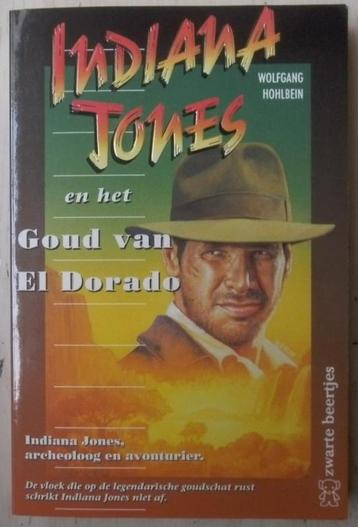 INDIANA
JONES
WOLFGANG
HOHLBEIN
en het
Goud van
El Dorado
Indiana Jones,
archeoloog en avonturier.
De vloek die op de legendarische goudschat rust
schrikt Indiana Jones niet af.
zwarte beertjes